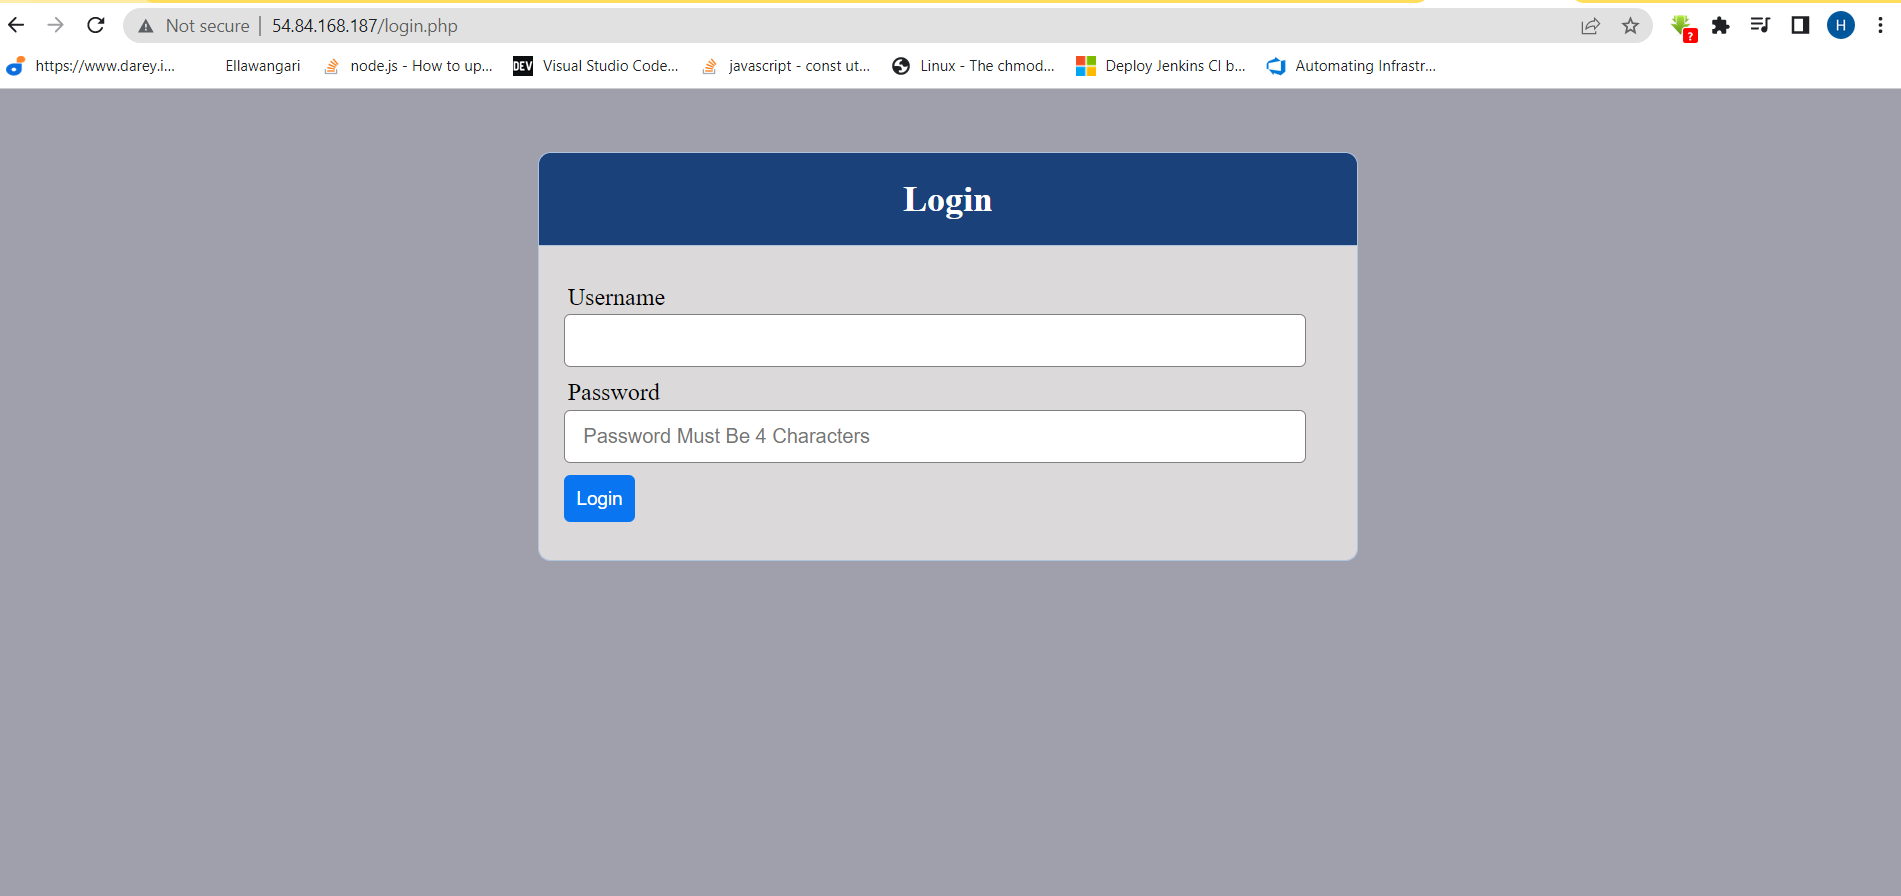 Not secure | 54.84.168.187/login.php
?
H
https://www.darey.i... Ellawangari node.js - How to up... DEV Visual Studio Code... javascript - const ut... Linux - The chmod... Deploy Jenkins CI b... Automating Infrastr...
Login
Username
Password
Password Must Be 4 Characters
Login